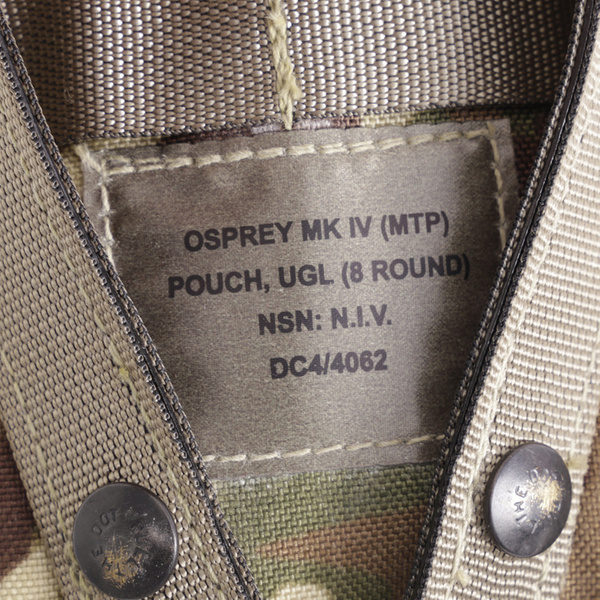 OSPREY MK IV (MTP)
POUCH, UGL (8 ROUND)
NSN: N.I.V.
DC4/4062